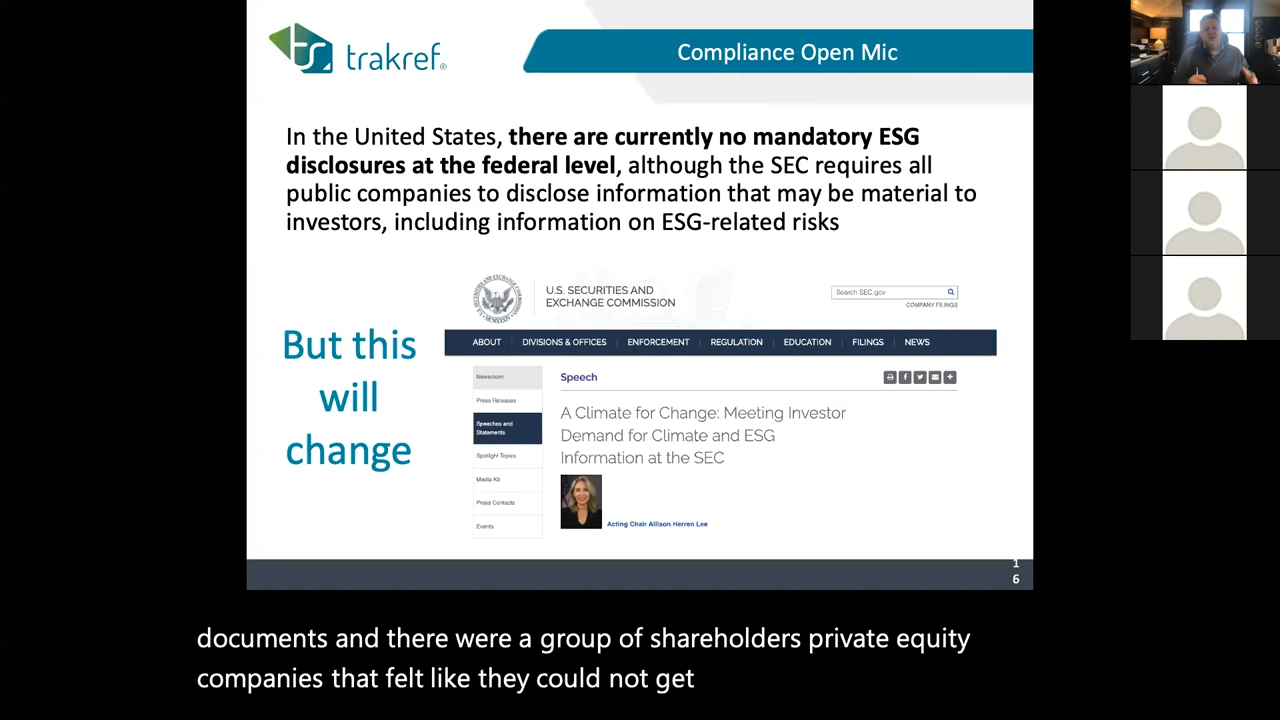 trakref®
Compliance Open Mic
In the United States, there are currently no mandatory ESG
disclosures at the federal level, although the SEC requires all
public companies to disclose information that may be material to
investors, including information on ESG-related risks
But this
will
change
U.S. SECURITIES AND
EXCHANGE COMMISSION
Search SEC.gov
COMPANY FILINGS
ABOUT DIVISIONS & OFFICES ENFORCEMENT REGULATION EDUCATION FILINGS NEWS
Newsroom
Press Releases
Speeches and
Statements
Spotlight Topics
Media Kit
Press Contacts
Events
Speech
A Climate for Change: Meeting Investor
Demand for Climate and ESG
Information at the SEC
Acting Chair Allison Herren Lee
1
6
documents and there were a group of shareholders private equity
companies that felt like they could not get